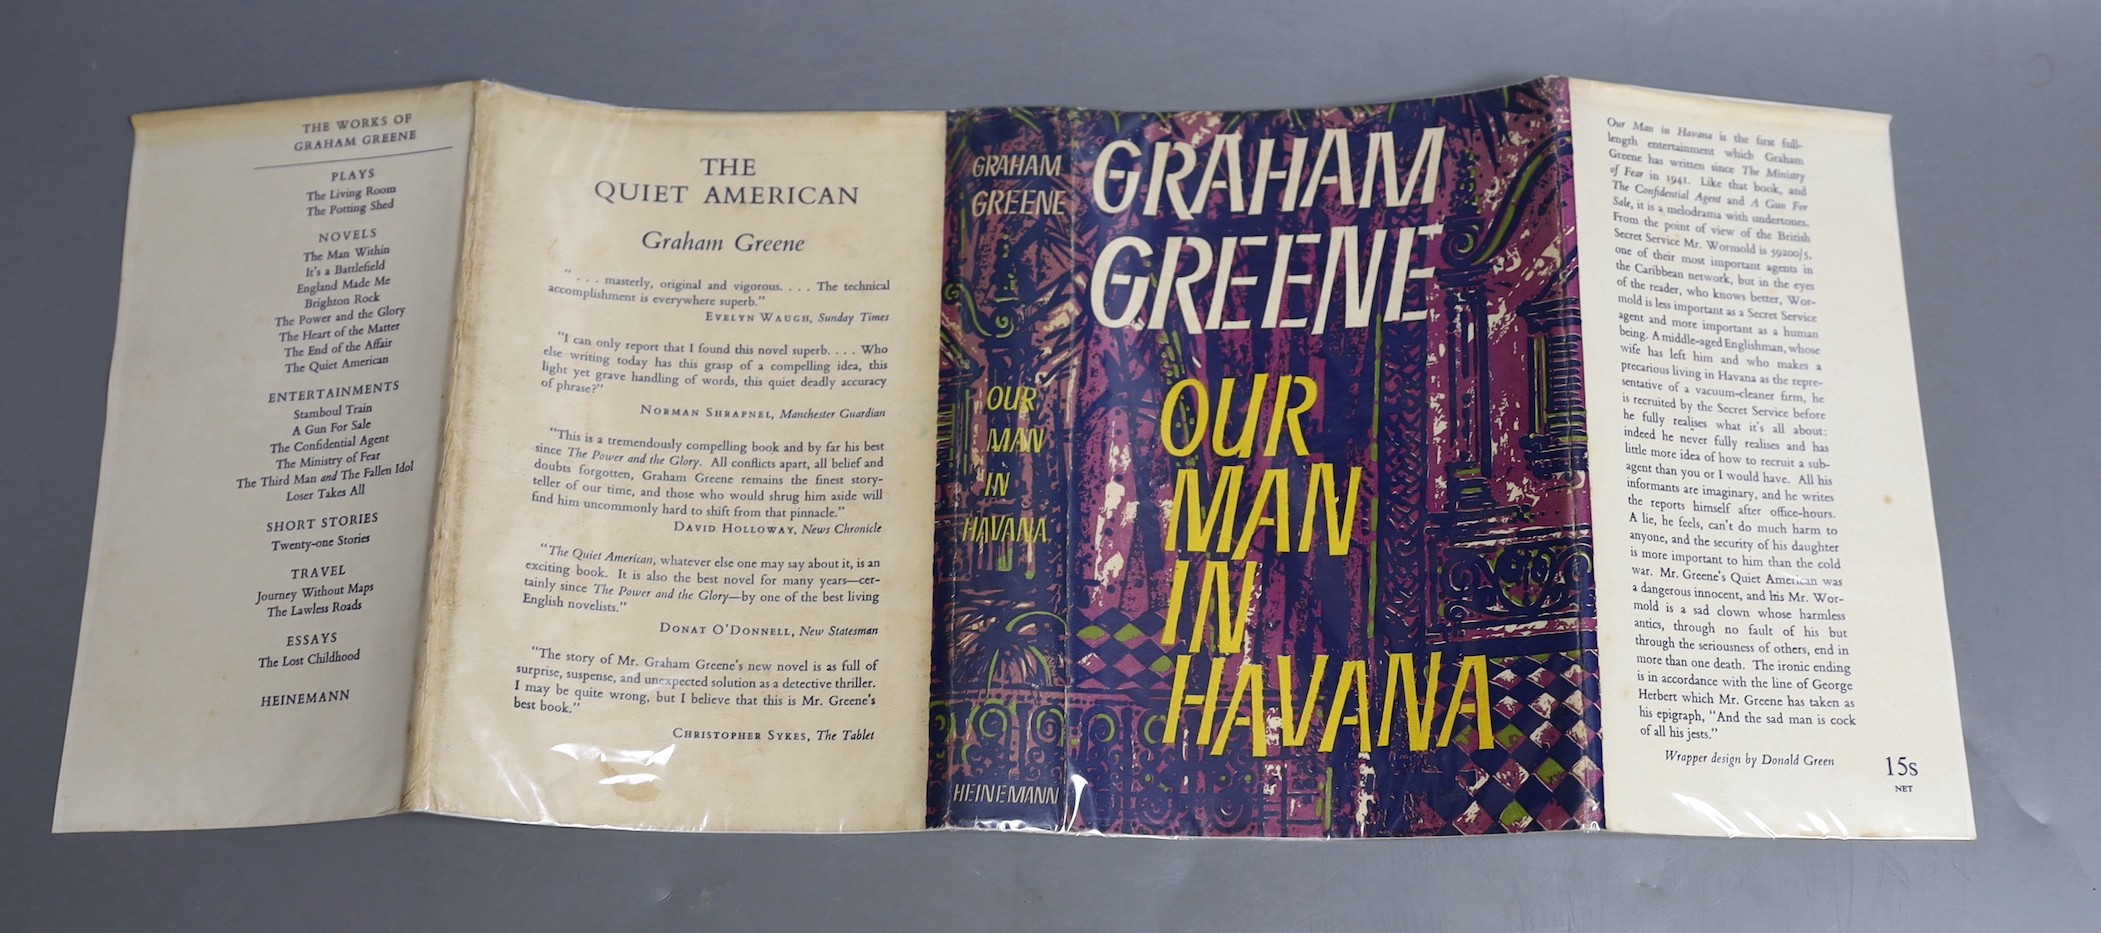 THE WORKS OF
GRAHAM GREENE
PLAYS
The Living Room
The Potting Shed
NOVELS
The Man Within
It's a Battlefield
England Made Me
Brighton Rock
The Power and the Glory
The Heart of the Matter
The End of the Affair
The Quiet American
ENTERTAINMENTS
Stamboul Train
A Gun For Sale
The Confidential Agent
The Ministry of Fear
The Third Man and The Fallen Idol
Loser Takes All
SHORT STORIES
Twenty-one Stories
TRAVEL
Journey Without Maps
The Lawless Roads
ESSAYS
The Lost Childhood
HEINEMANN
THE
QUIET AMERICAN
Graham Greene
". . . masterly, original and vigorous. . . . The technical
accomplishment is everywhere superb."
EVELYN WAUGH, Sunday Times
"I can only report that I found this novel superb. . . . Who
else writing today has this grasp of a compelling idea, this
light yet grave handling of words, this quiet deadly accuracy
of phrase?"
NORMAN SHRAPNEL, Manchester Guardian
"This is a tremendously compelling book and by far his best
since The Power and the Glory. All conflicts apart, all belief and
doubts forgotten, Graham Greene remains the finest story-
teller of our time, and those who would shrug him aside will
find him uncommonly hard to shift from that pinnacle."
DAVID HOLLOWAY, News Chronicle
"The Quiet American, whatever else one may say about it, is an
exciting book. It is also the best novel for many years—cer-
tainly since The Power and the Glory—by one of the best living
English novelists."
DONAT O'DONNELL, New Statesman
"The story of Mr. Graham Greene's new novel is as full of
surprise, suspense, and unexpected solution as a detective thriller.
I may be quite wrong, but I believe that this is Mr. Greene's
best book."
CHRISTOPHER SYKES, The Tablet
GRAHAM
GREENE
OUR
MAN
IN
HAVANA
HEINEMANN
GRAHAM
GREENE
OUR
MAN
IN
HAVANA
Our Man in Havana is the first full-
length entertainment which Graham
Greene has written since The Ministry
of Fear in 1941. Like that book, and
The Confidential Agent and A Gun For
Sale, it is a melodrama with undertones.
From the point of view of the British
Secret Service Mr. Wormold is 59200/5,
one of their most important agents in
the Caribbean network, but in the eyes
of the reader, who knows better, Wor-
mold is less important as a Secret Service
agent and more important as a human
being. A middle-aged Englishman, whose
wife has left him and who makes a
precarious living in Havana as the repre-
sentative of a vacuum-cleaner firm, he
is recruited by the Secret Service before
he fully realises what it's all about:
indeed he never fully realises and has
little more idea of how to recruit a sub-
agent than you or I would have. All his
informants are imaginary, and he writes
the reports himself after office-hours.
A lie, he feels, can't do much harm to
anyone, and the security of his daughter
is more important to him than the cold
war. Mr. Greene's Quiet American was
a dangerous innocent, and his Mr. Wor-
mold is a sad clown whose harmless
antics, through no fault of his but
through the seriousness of others, end in
more than one death. The ironic ending
is in accordance with the line of George
Herbert which Mr. Greene has taken as
his epigraph, "And the sad man is cock
of all his jests."
Wrapper design by Donald Green
15s
NET